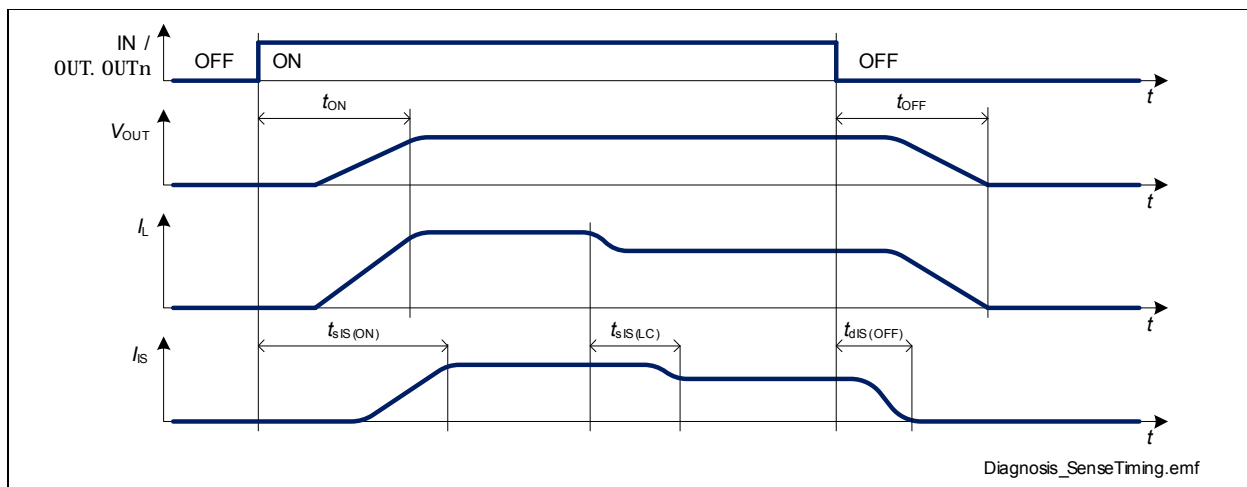 IN /
OUT. OUTn
OFF
ON
OFF
t
tON
tOFF
VOUT
t
IL
t
tsIS(ON)
tsIS(LC)
tdIS(OFF)
IIS
t
Diagnosis_SenseTiming.emf